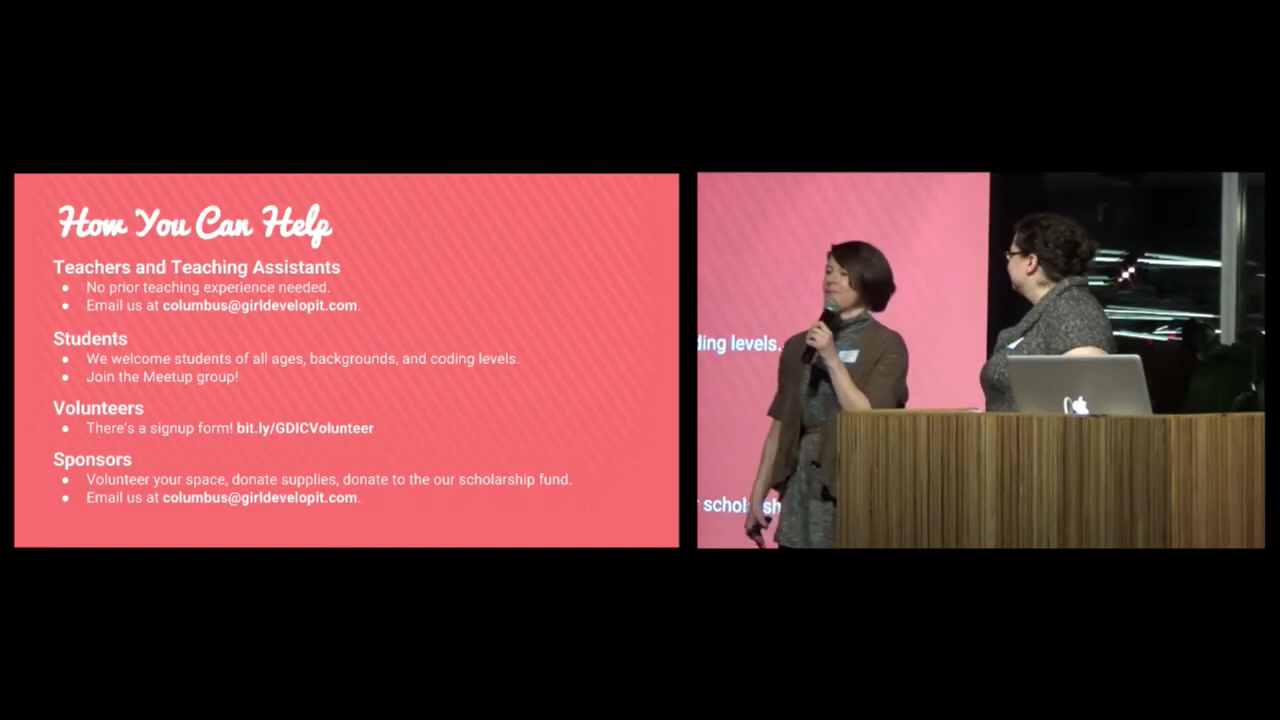 How You Can Help
Teachers and Teaching Assistants
● No prior teaching experience needed.
● Email us at columbus@girldevelopit.com.
Students
● We welcome students of all ages, backgrounds, and coding levels.
● Join the Meetup group!
Volunteers
● There's a signup form! bit.ly/GDICVolunteer
Sponsors
● Volunteer your space, donate supplies, donate to the our scholarship fund.
● Email us at columbus@girldevelopit.com.
ding levels.
r scholarsh